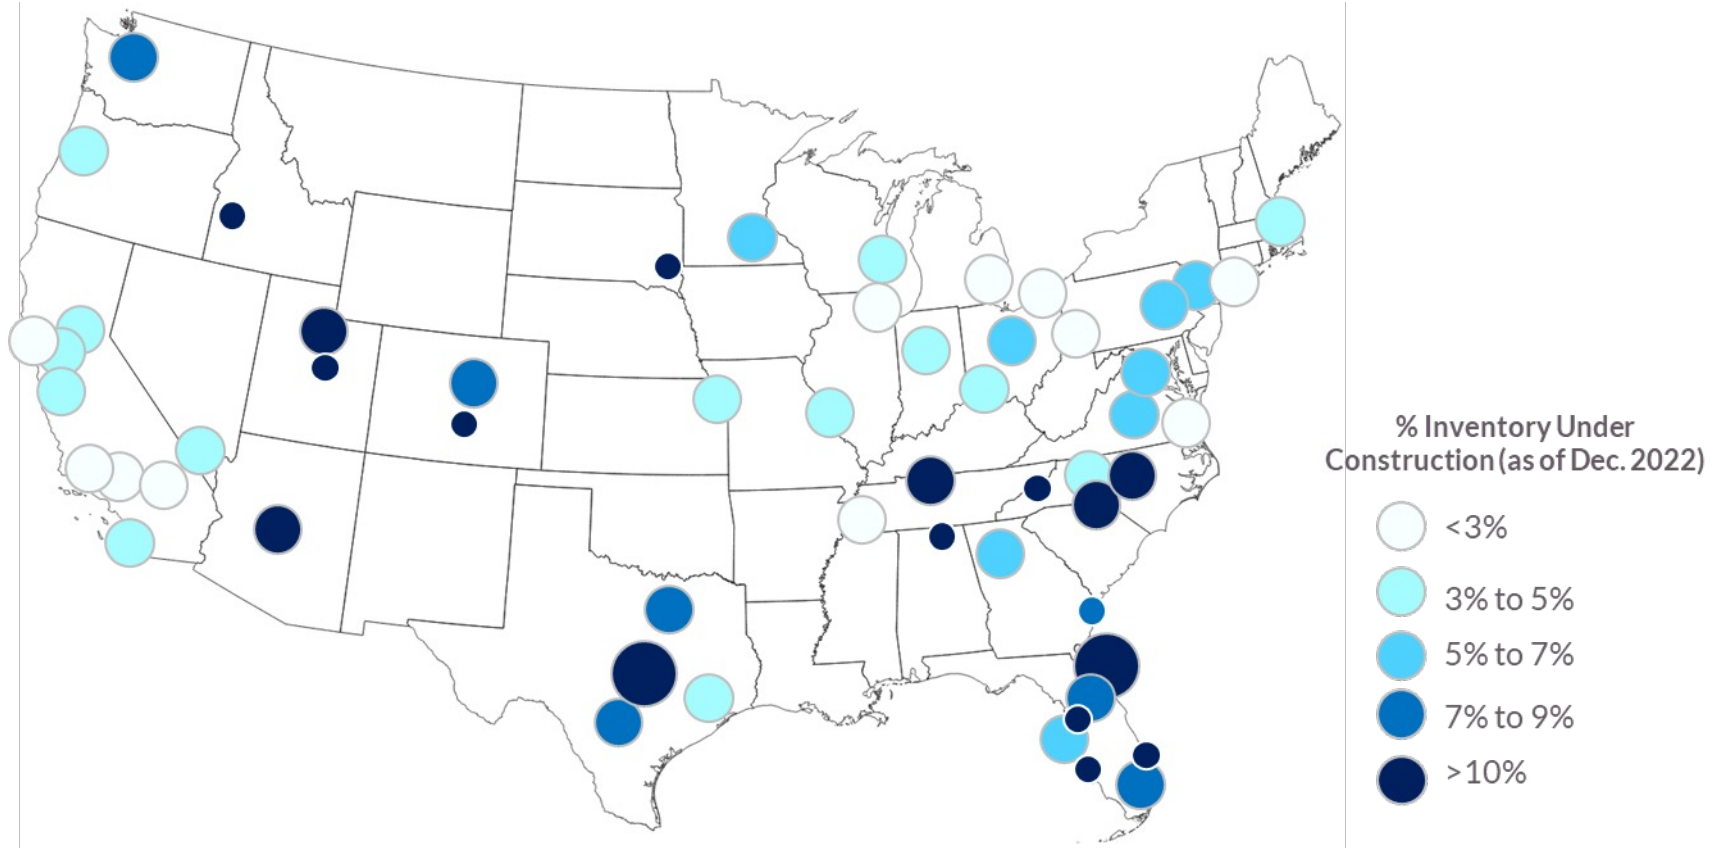 % Inventory Under
Construction (as of Dec. 2022)
<3%
3% to 5%
5% to 7%
7% to 9%
>10%